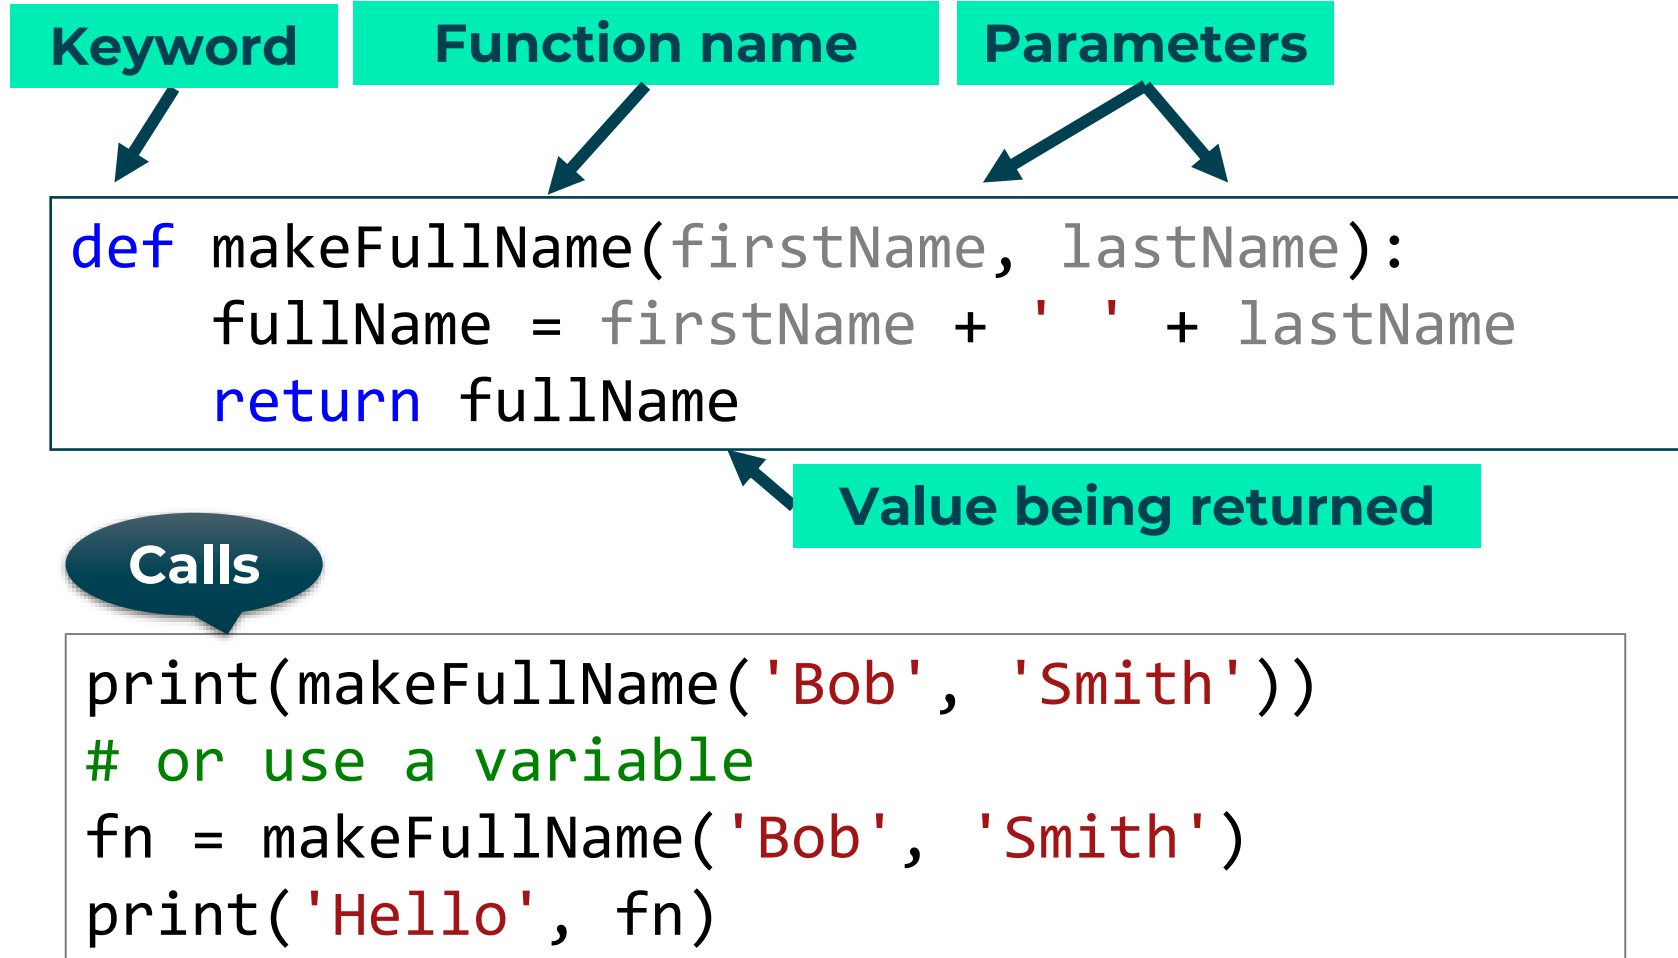 Keyword
Function name
Parameters
def makeFullName(firstName, lastName):
    fullName = firstName + ' ' + lastName
    return fullName
Value being returned
Calls
print(makeFullName('Bob', 'Smith'))
# or use a variable
fn = makeFullName('Bob', 'Smith')
print('Hello', fn)